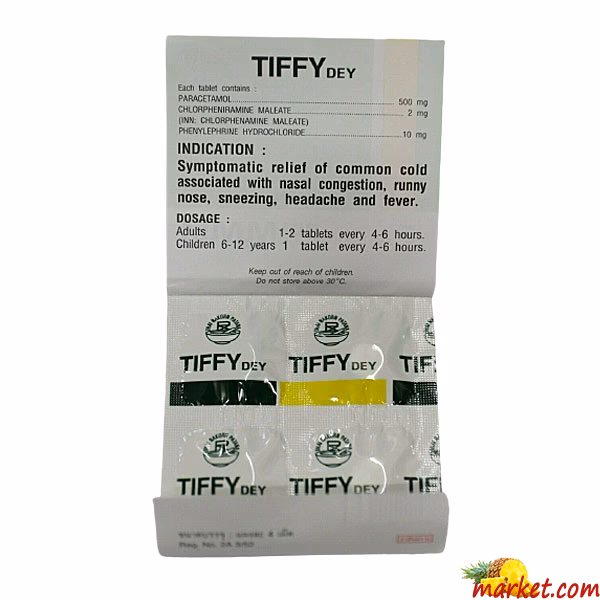 TIFFY DEY
Each tablet contains :
PARACETAMOL 500 mg
CHLORPHENIRAMINE MALEATE 2 mg
(INN: CHLORPHENAMINE MALEATE)
PHENYLEPHRINE HYDROCHLORIDE 10 mg
INDICATION :
Symptomatic relief of common cold
associated with nasal congestion, runny
nose, sneezing, headache and fever.
DOSAGE :
Adults 1-2 tablets every 4-6 hours.
Children 6-12 years 1 tablet every 4-6 hours.
Keep out of reach of children.
Do not store above 30°C.
TIFFY DEY TIFFY DEY TIF
TIFFY DEY TIFFY DEY TIFF
Reg. No.
market.com